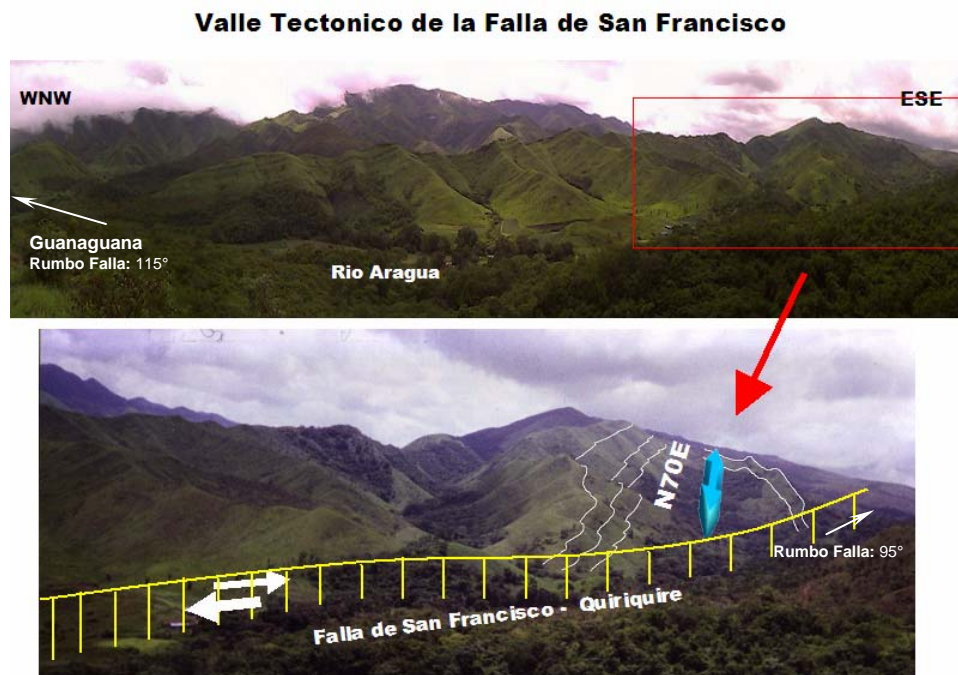 Valle Tectonico de la Falla de San Francisco
WNW
ESE
Guanaguana
Rumbo Falla: 115°
Rio Aragua
N70E
Rumbo Falla: 95°
Falla de San Francisco - Quiriquire